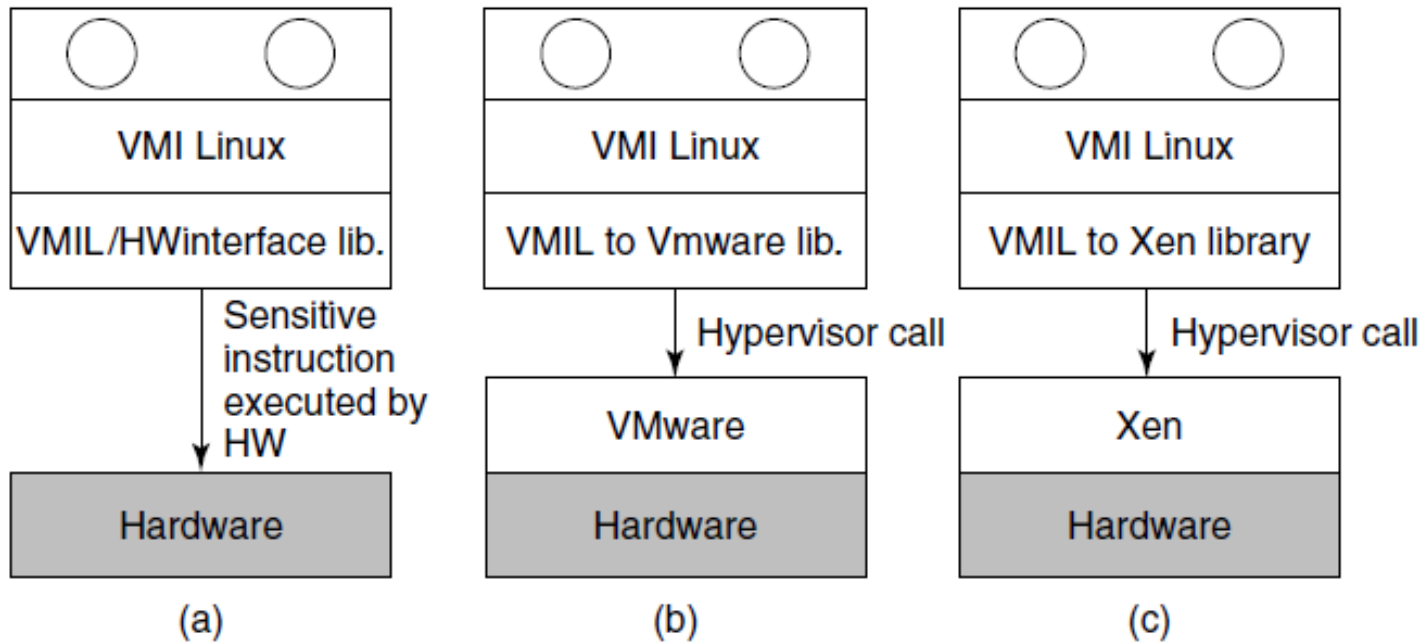 VMI Linux
VMIL/HWinterface lib.
Sensitive
instruction
executed by
HW
Hardware
(a)
VMI Linux
VMIL to Vmware lib.
Hypervisor call
VMware
Hardware
(b)
VMI Linux
VMIL to Xen library
Hypervisor call
Xen
Hardware
(c)